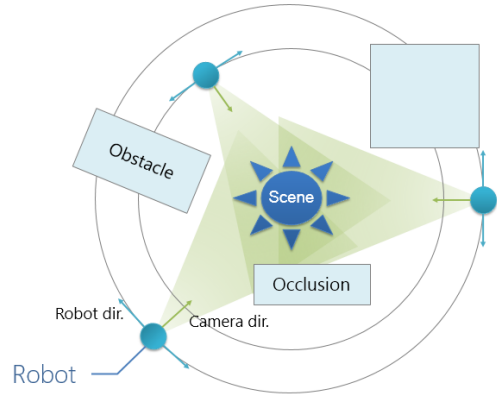 Obstacle
Scene
Occlusion
Robot dir.
Camera dir.
Robot